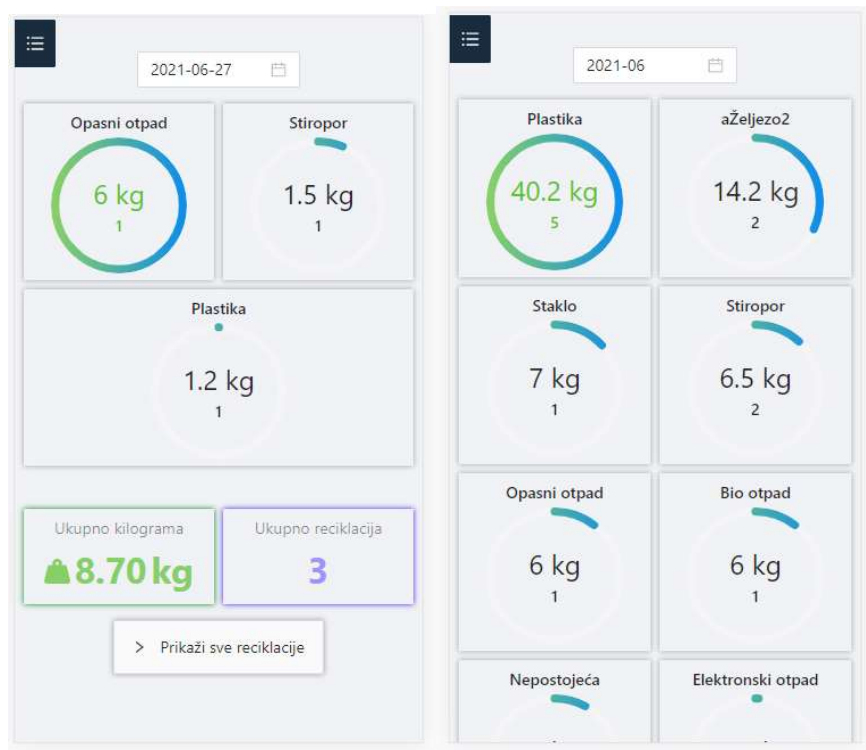 2021-06-27
Opasni otpad
6 kg
1
Stiropor
1.5 kg
1
Plastika
1.2 kg
1
Ukupno kilograma
8.70 kg
Ukupno reciklacija
3
Prikaži sve reciklacije
2021-06
Plastika
40.2 kg
5
aŽeljezo2
14.2 kg
2
Staklo
7 kg
1
Stiropor
6.5 kg
2
Opasni otpad
6 kg
1
Bio otpad
6 kg
1
Nepostojeća
Elektronski otpad